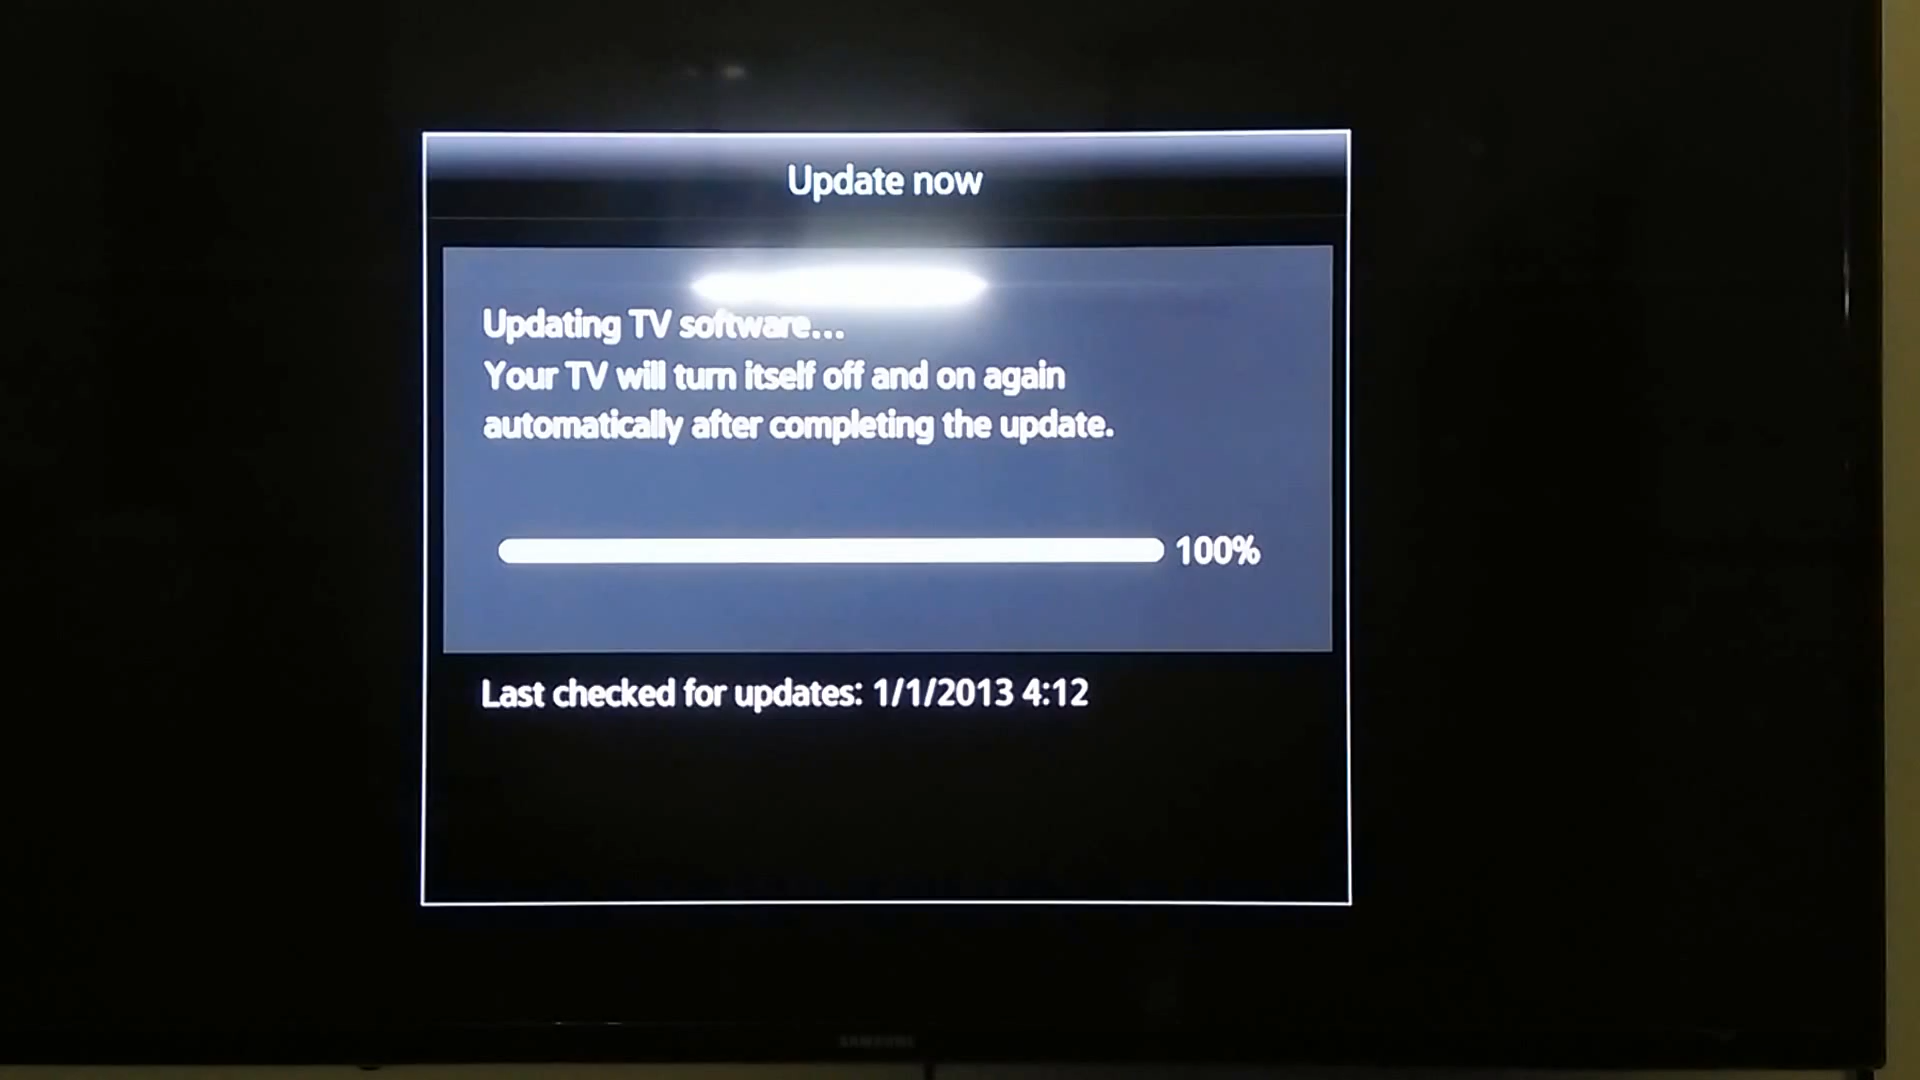 Update now
Updating TV software...
Your TV will turn itself off and on again
automatically after completing the update.
100%
Last checked for updates: 1/1/2013 4:12
SAMSUNG